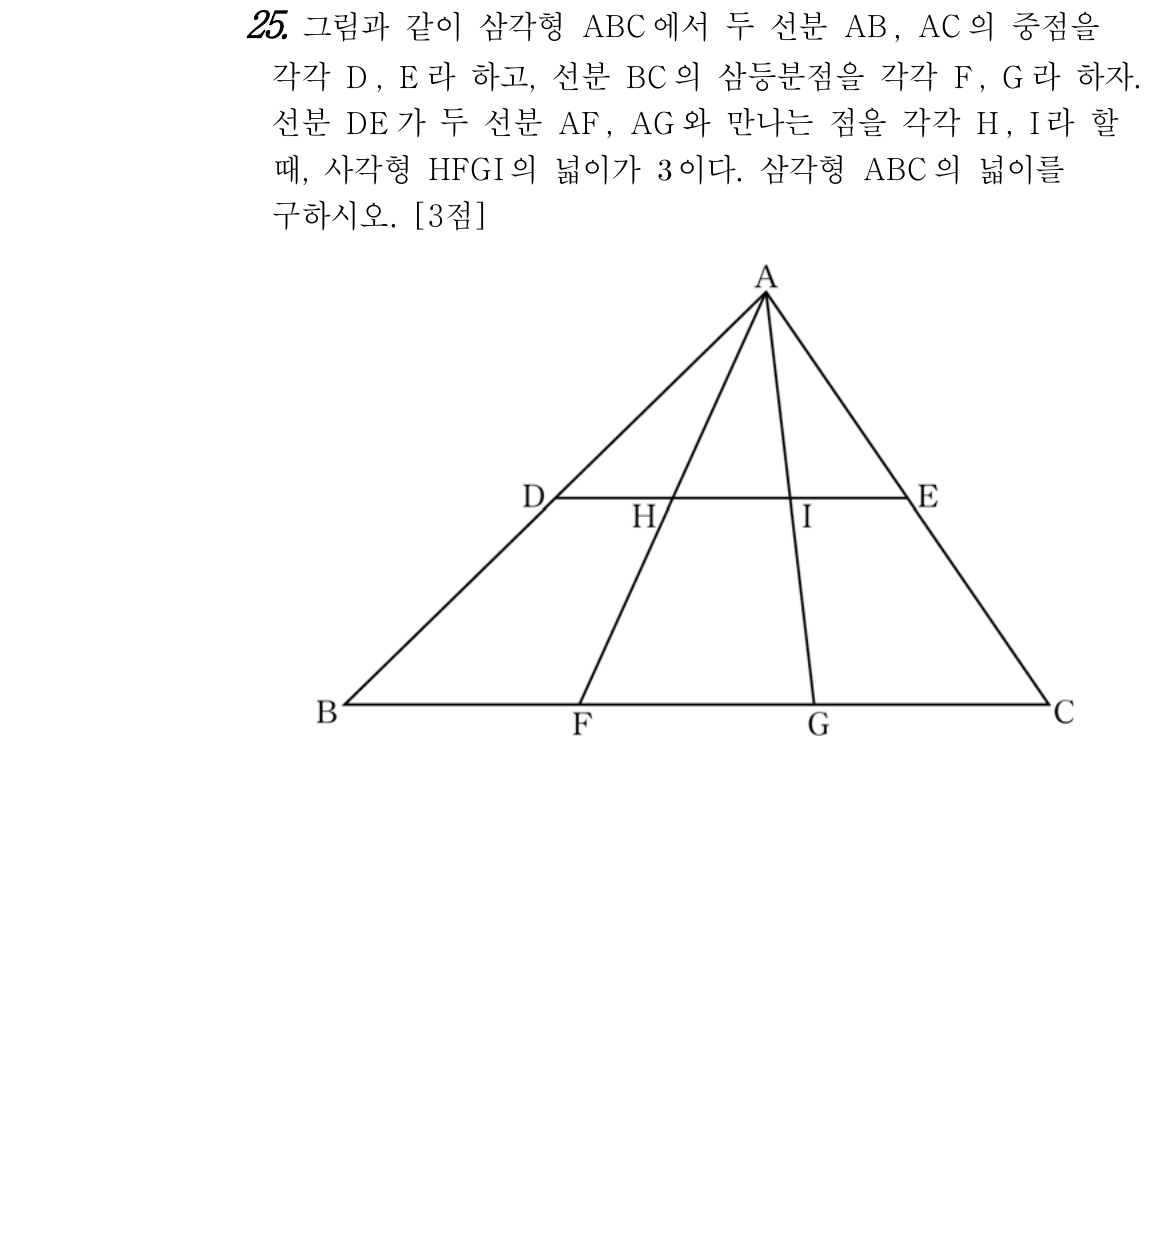 25. 그림과 같이 삼각형 ABC에서 두 선분 AB, AC의 중점을
각각 D, E라 하고, 선분 BC의 삼등분점을 각각 F, G라 하자.
선분 DE가 두 선분 AF, AG와 만나는 점을 각각 H, I라 할
때, 사각형 HFGI의 넓이가 3이다. 삼각형 ABC의 넓이를
구하시오. [3점]
A
D
H
I
E
B
F
G
C